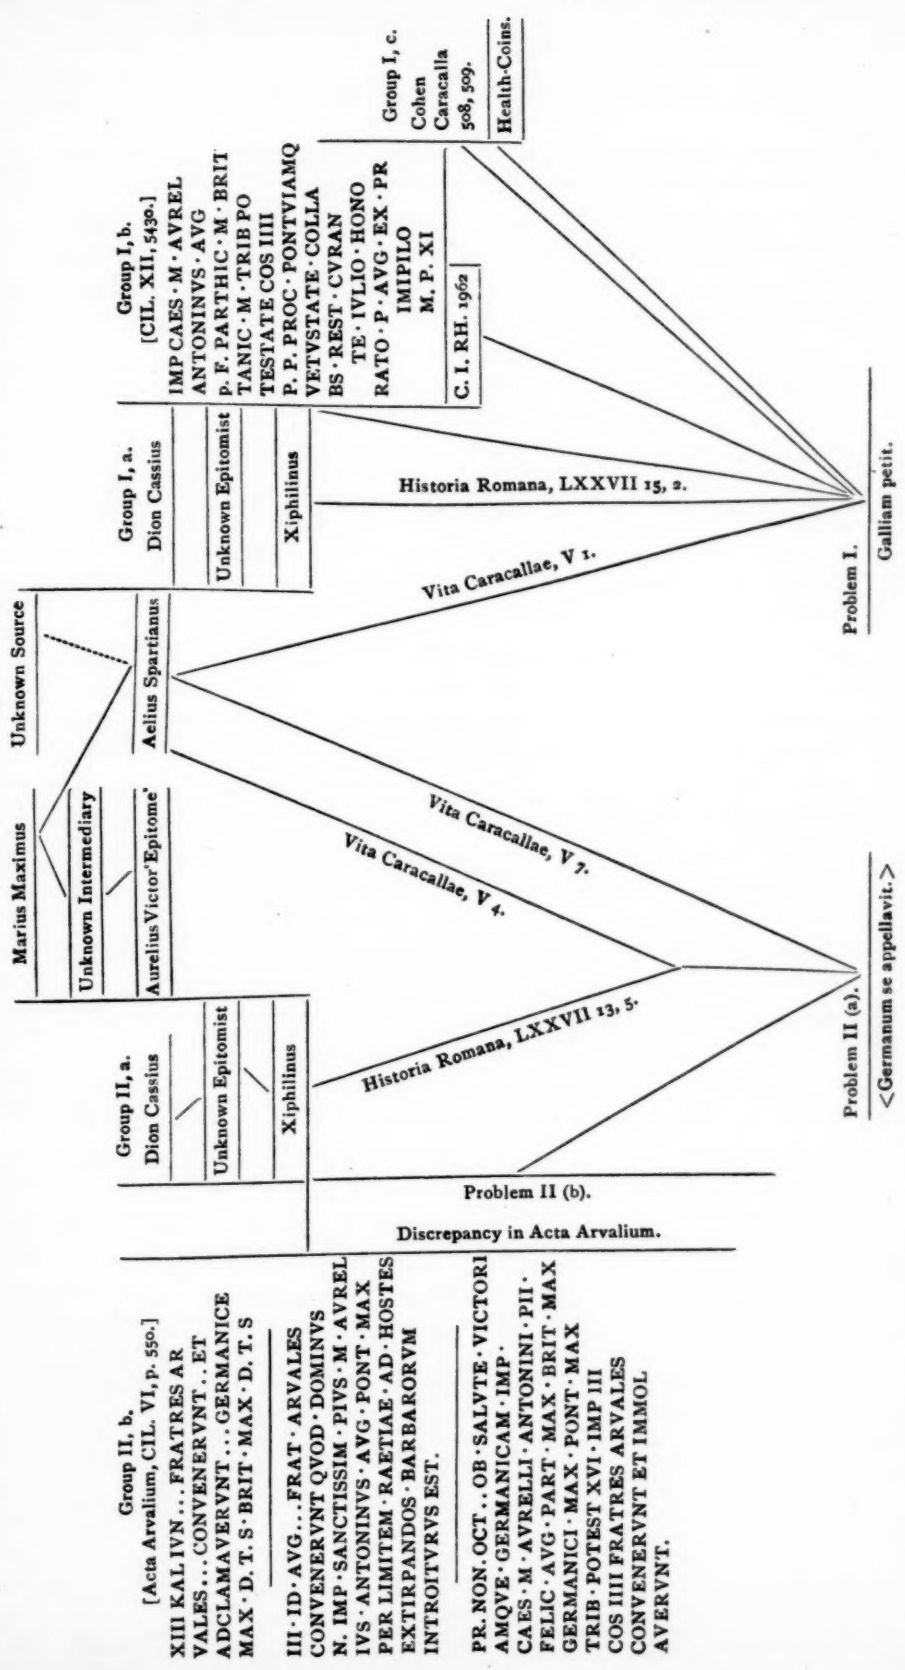 Group II, b.
[Acta Arvalium, CIL. VI, p. 550.]
XIII KAL IVN...FRATRES AR
VALES...CONVENERVNT..ET
ADCLAMAVERVNT...GERMANICE
MAX · D. T. S · BRIT · MAX · D. T. S
III · ID · AVG...FRAT · ARVALES
CONVENERVNT QVOD · DOMINVS
N. IMP · SANCTISSIM · PIVS · M · AVREL
IVS · ANTONINVS · AVG · PONT · MAX
PER LIMITEM · RAETIAE · AD · HOSTES
EXTIRPANDOS · BARBARORVM
INTROITVRVS EST.
PR. NON. OCT..OB · SALVTE · VICTORI
AMQVE · GERMANICAM · IMP ·
CAES · M · AVRELLI · ANTONINI · PII ·
FELIC · AVG · PART · MAX · BRIT · MAX
GERMANICI · MAX · PONT · MAX
TRIB · POTEST XVI · IMP III
COS IIII FRATRES ARVALES
CONVENERVNT ET IMMOL
AVERVNT.
Problem II (b).
Discrepancy in Acta Arvalium.
Group II, a.
Dion Cassius
Unknown Epitomist
Xiphilinus
Historia Romana, LXXVII 13, 5.
Marius Maximus
Unknown Intermediary
Aurelius Victor "Epitome"
Unknown Source
Aelius Spartianus
Vita Caracallae, V 4.
Vita Caracallae, V 7.
Vita Caracallae, V 1.
Problem II (a).
<Germanum se appellavit.>
Group I, a.
Dion Cassius
Unknown Epitomist
Xiphilinus
Historia Romana, LXXVII 15, 2.
Group I, b.
[CIL. XII, 5430.]
IMP CAES · M · AVREL
ANTONINVS · AVG
p. F. PARTHIC · M · BRIT
TANIC · M · TRIB PO
TESTATE COS III
P. P. PROC · PONTVIAMQ
VETVSTATE · COLLA
BS · REST · CVRAN
TE · IVLIO · HONO
RATO · P · AVG · EX · PR
IMIPILO
M. P. XI
C. I. RH. 1962
Group I, c.
Cohen
Caracalla
508, 509.
Health-Coins.
Problem I.
Galliam petit.